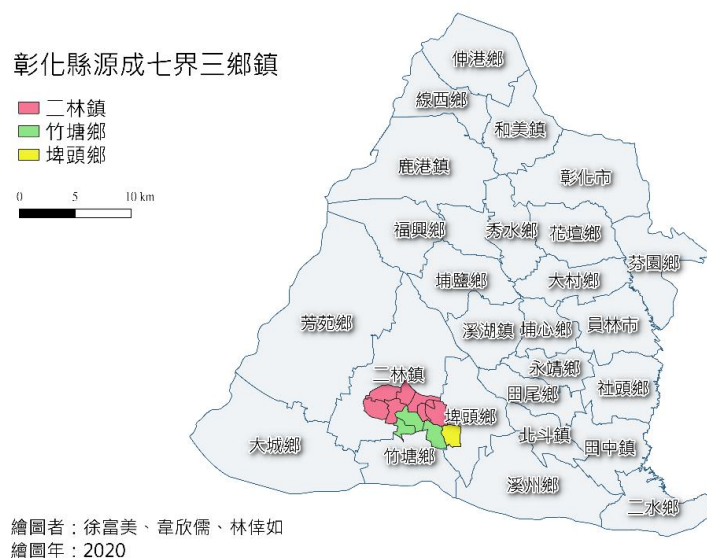 彰化縣源成七界三鄉鎮
二林鎮
竹塘鄉
埤頭鄉
0 5 10 km
伸港鄉
線西鄉
和美鎮
鹿港鎮
彰化市
福興鄉
秀水鄉
花壇鄉
芬園鄉
埔鹽鄉
大村鄉
芳苑鄉
溪湖鎮
埔心鄉
員林市
二林鎮
永靖鄉
田尾鄉
社頭鄉
埤頭鄉
北斗鎮
田中鎮
大城鄉
竹塘鄉
溪州鄉
二水鄉
繪圖者：徐富美、韋欣儒、林倖如
繪圖年：2020